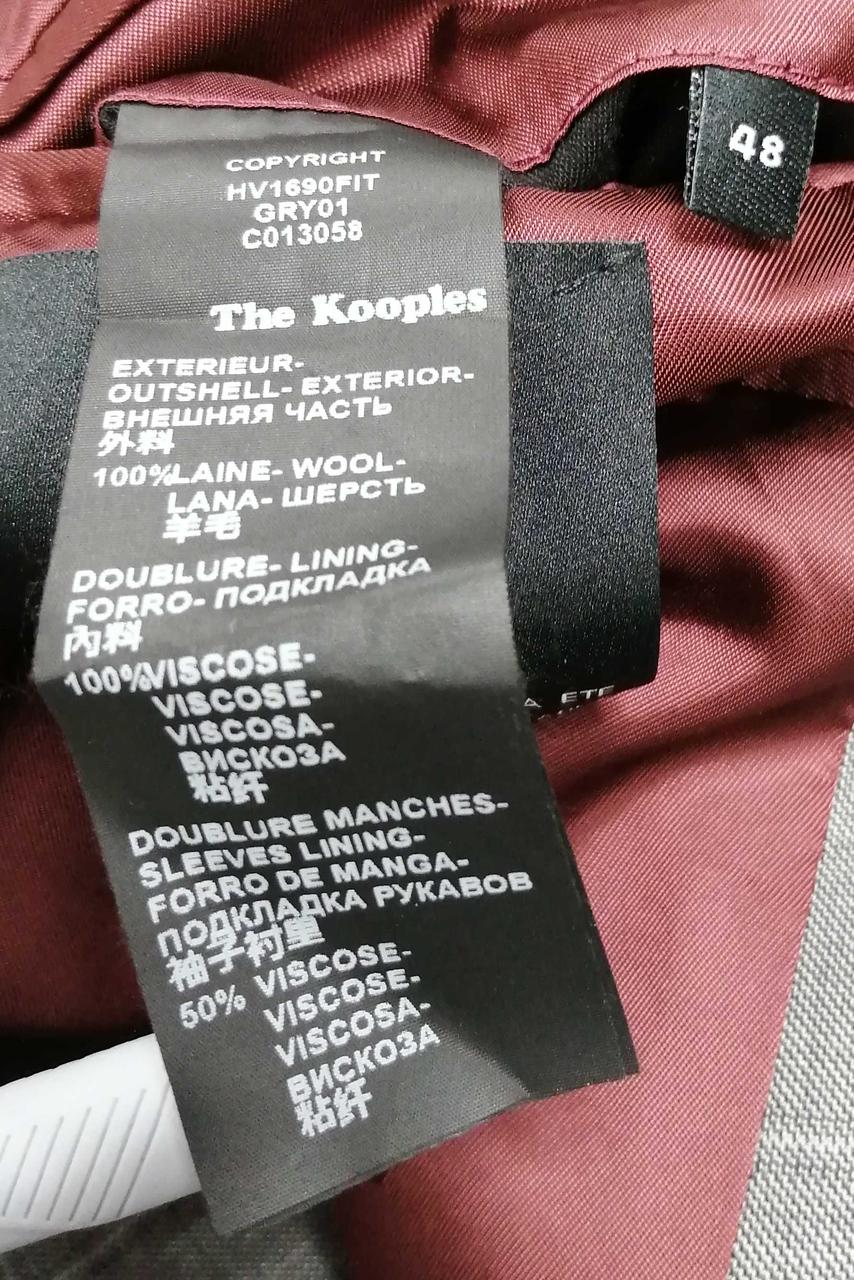 48
COPYRIGHT
HV1690FIT
GRY01
C013058
The Kooples
EXTERIEUR-
OUTSHELL- EXTERIOR-
ВНЕШНЯЯ ЧАСТЬ
外料
100%LAINE- WOOL-
LANA- ШЕРСТЬ
羊毛
DOUBLURE- LINING-
FORRO- ПОДКЛАДКА
內料
100%VISCOSE-
VISCOSE-
VISCOSA-
ВИСКОЗА
粘纤
DOUBLURE MANCHES-
SLEEVES LINING-
FORRO DE MANGA-
ПОДКЛАДКА РУКАВОВ
袖子衬里
50% VISCOSE-
VISCOSE-
VISCOSA-
ВИСКОЗА
粘纤